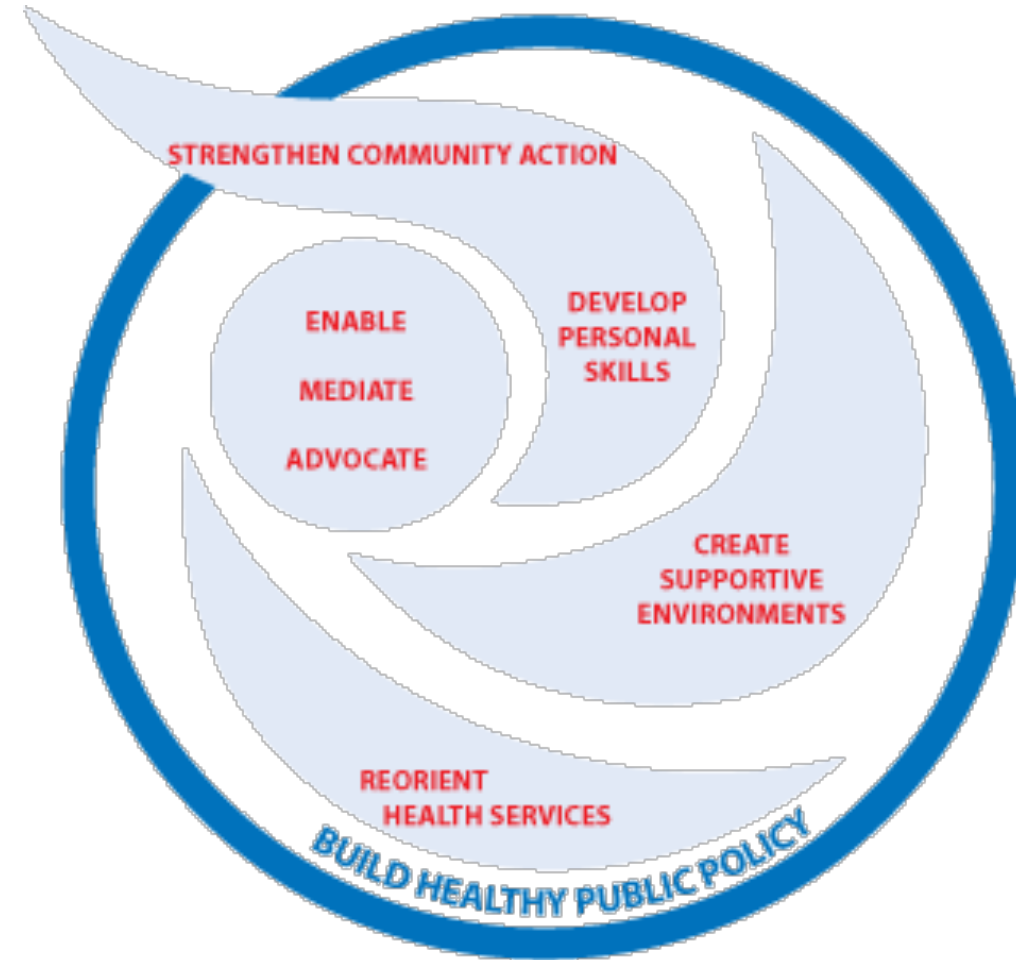 STRENGTHEN COMMUNITY ACTION
ENABLE
MEDIATE
ADVOCATE
DEVELOP
PERSONAL
SKILLS
CREATE
SUPPORTIVE
ENVIRONMENTS
REORIENT
HEALTH SERVICES
BUILD HEALTHY PUBLIC POLICY